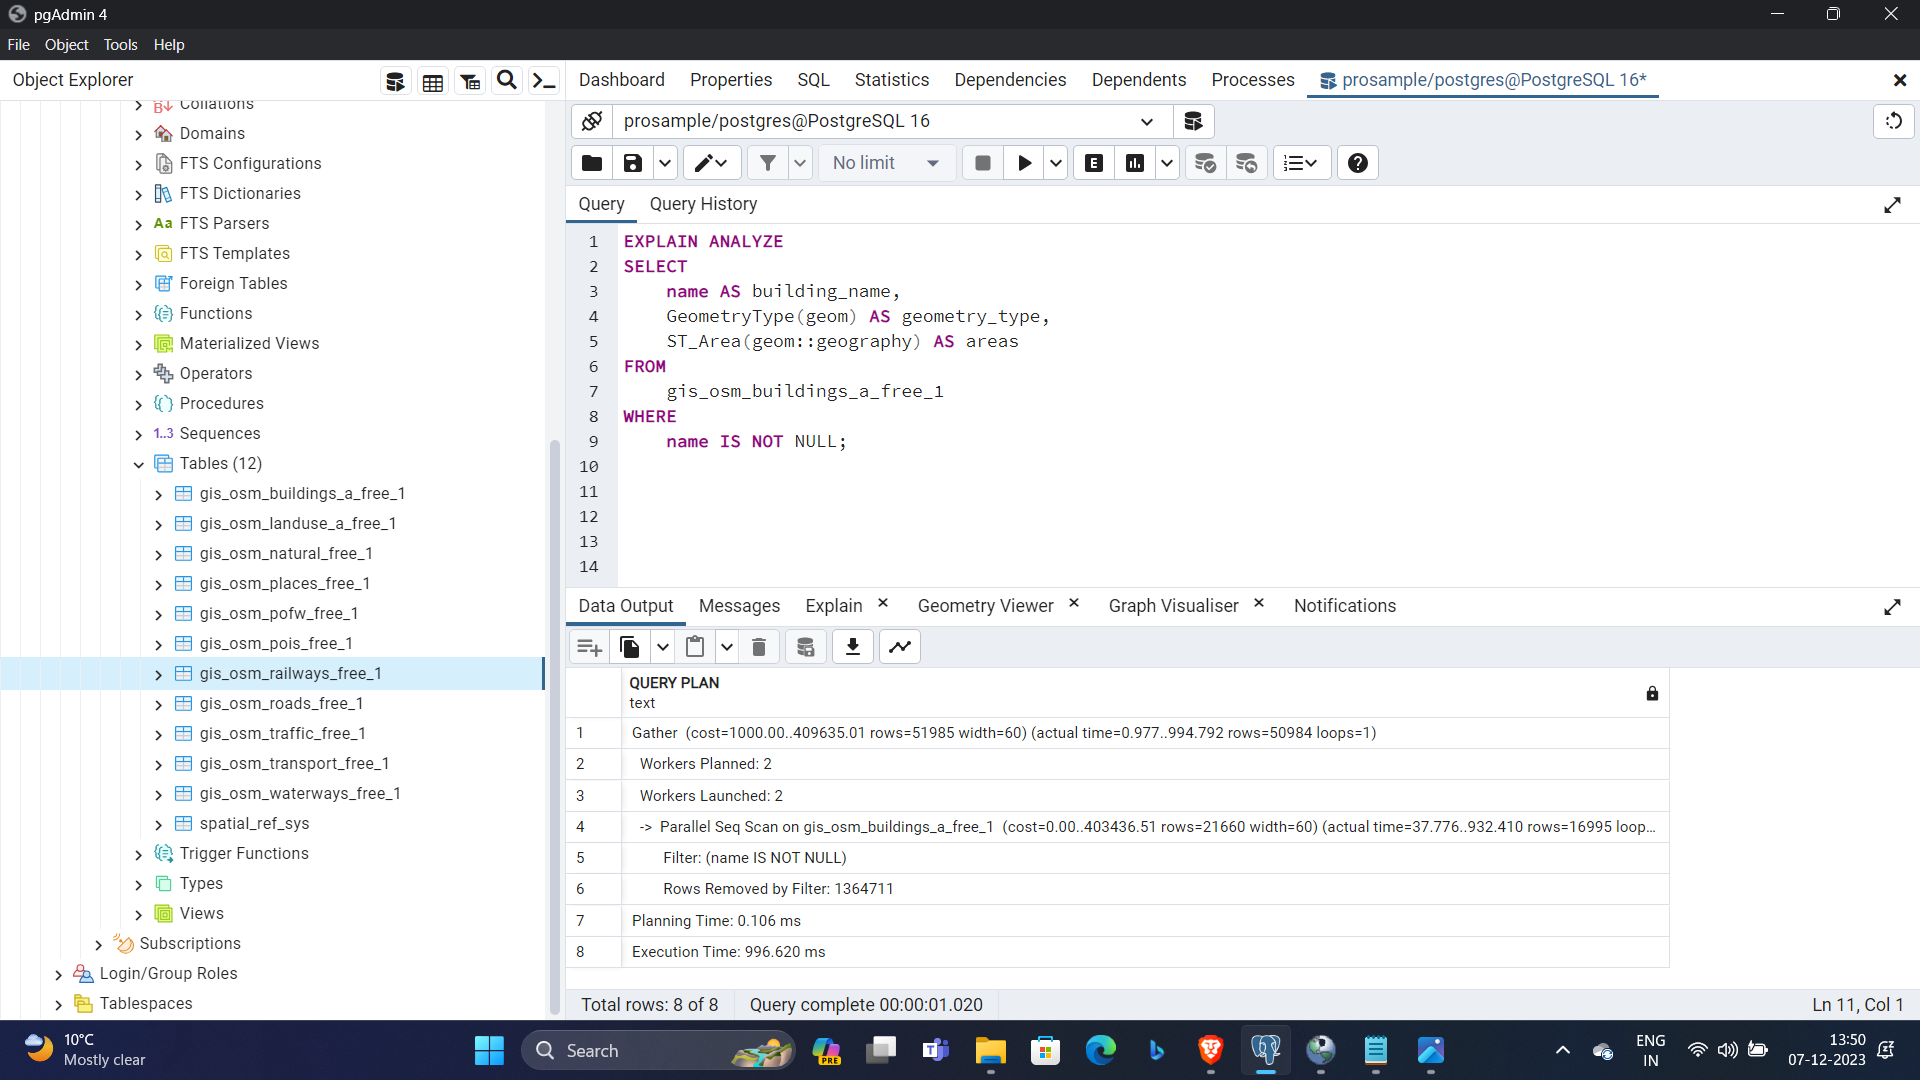 pgAdmin 4
File Object Tools Help
Object Explorer
Dashboard Properties SQL Statistics Dependencies Dependents Processes prosample/postgres@PostgreSQL 16*
Collations
Domains
FTS Configurations
FTS Dictionaries
Aa FTS Parsers
FTS Templates
Foreign Tables
Functions
Materialized Views
Operators
Procedures
1..3 Sequences
Tables (12)
gis_osm_buildings_a_free_1
gis_osm_landuse_a_free_1
gis_osm_natural_free_1
gis_osm_places_free_1
gis_osm_pofw_free_1
gis_osm_pois_free_1
gis_osm_railways_free_1
gis_osm_roads_free_1
gis_osm_traffic_free_1
gis_osm_transport_free_1
gis_osm_waterways_free_1
spatial_ref_sys
Trigger Functions
Types
Views
Subscriptions
Login/Group Roles
Tablespaces
prosample/postgres@PostgreSQL 16
No limit
E
Query Query History
1 EXPLAIN ANALYZE
2 SELECT
3 name AS building_name,
4 GeometryType(geom) AS geometry_type,
5 ST_Area(geom::geography) AS areas
6 FROM
7 gis_osm_buildings_a_free_1
8 WHERE
9 name IS NOT NULL;
10
11
12
13
14
Data Output Messages Explain Geometry Viewer Graph Visualiser Notifications
QUERY PLAN
text
1 Gather (cost=1000.00..409635.01 rows=51985 width=60) (actual time=0.977..994.792 rows=50984 loops=1)
2 Workers Planned: 2
3 Workers Launched: 2
4 -> Parallel Seq Scan on gis_osm_buildings_a_free_1 (cost=0.00..403436.51 rows=21660 width=60) (actual time=37.776..932.410 rows=16995 loop...
5 Filter: (name IS NOT NULL)
6 Rows Removed by Filter: 1364711
7 Planning Time: 0.106 ms
8 Execution Time: 996.620 ms
Total rows: 8 of 8 Query complete 00:00:01.020 Ln 11, Col 1
10°C
Mostly clear
Search
PRE
ENG
IN
13:50
07-12-2023